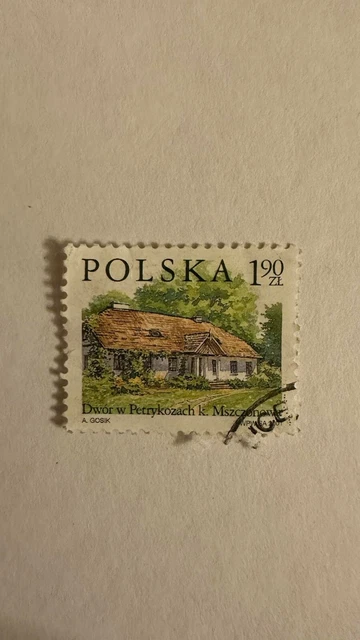 POLSKA 1 90 ZŁ
Dwór w Petrykozach k. Mszczonowa
A. GOSIK